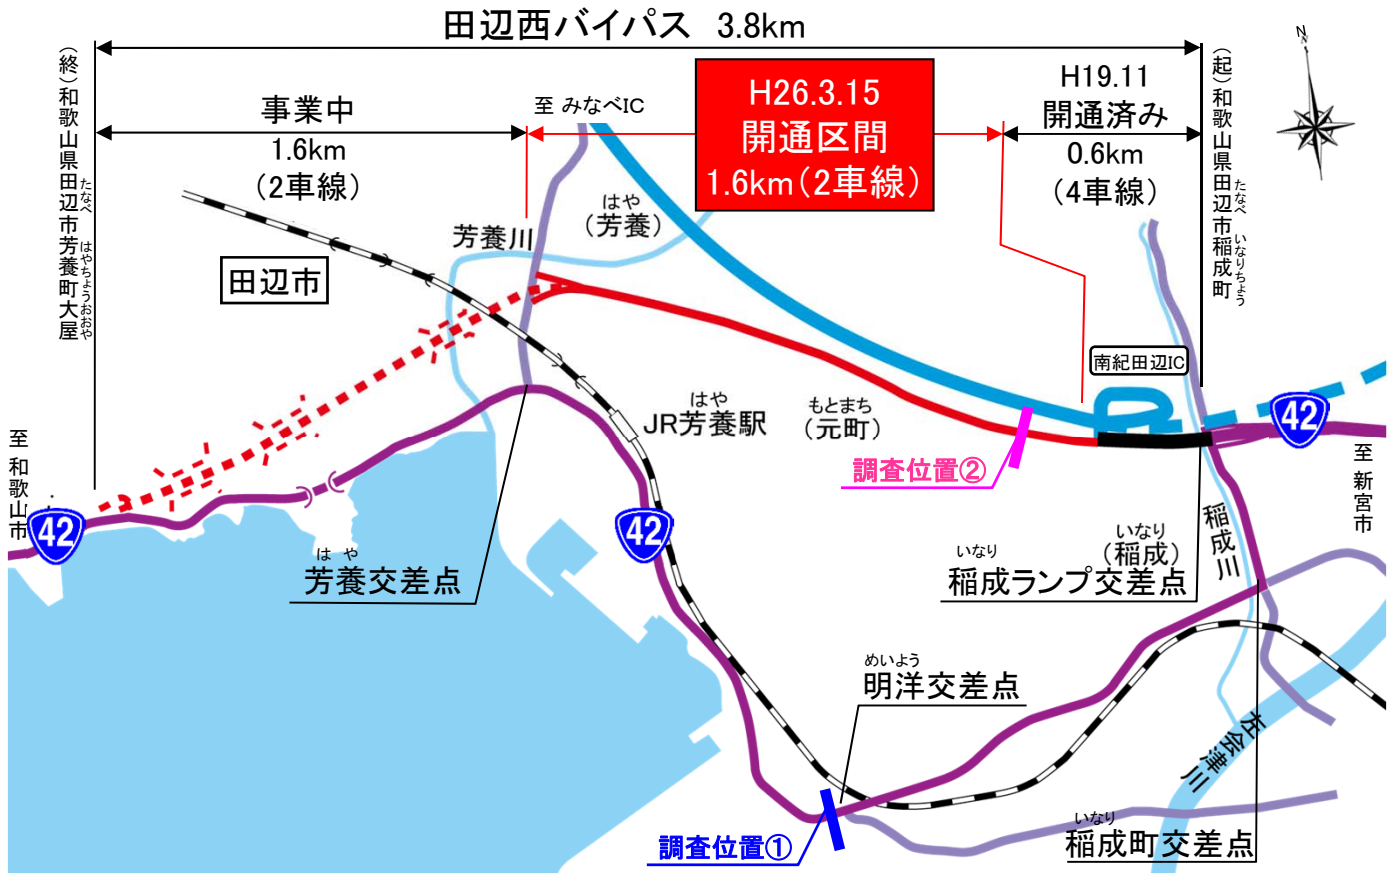 田辺西バイパス 3.8km
N
(終)和歌山県田辺市芳養町大屋
たなべ
はやちょうおおや
事業中
1.6km
(2車線)
至 みなべIC
H26.3.15
開通区間
1.6km(2車線)
H19.11
開通済み
0.6km
(4車線)
(起)和歌山県田辺市稲成町
たなべ
いなりちょう
はや
(芳養)
芳養川
田辺市
南紀田辺IC
はや
JR芳養駅
もとまち
(元町)
42
調査位置②
至 和歌山市
至 新宮市
42
42
はや
芳養交差点
いなり
(稲成)
稲成川
いなり
稲成ランプ交差点
めいよう
明洋交差点
左会津川
調査位置①
いなり
稲成町交差点